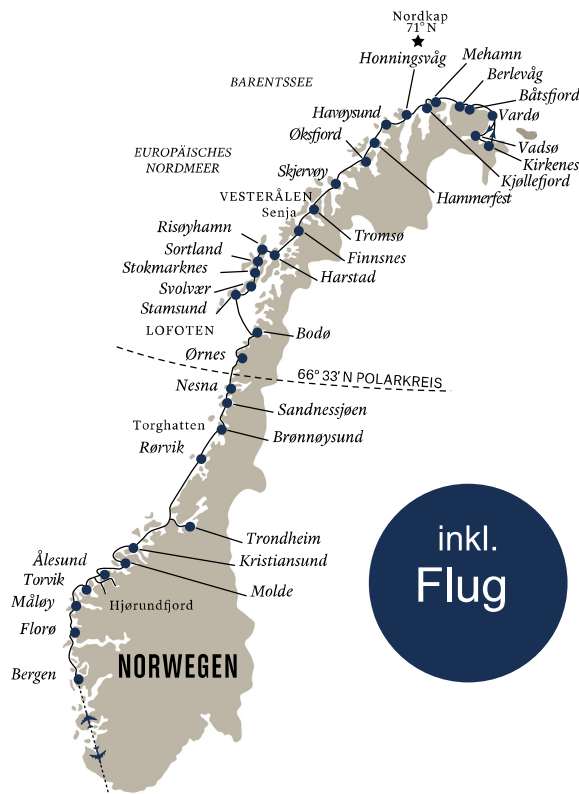 Nordkap
71°N
Honningsvåg
Mehamn
Berlevåg
BARENTSSEE
Båtsfjord
Havøysund
Vardø
Øksfjord
EUROPÄISCHES
NORDMEER
Vadsø
Kirkenes
Kjøllefjord
Skjervøy
Hammerfest
VESTERÅLEN
Senja
Risøyhamn
Tromsø
Sortland
Finnsnes
Stokmarknes
Harstad
Svolvær
Stamsund
LOFOTEN
Bodø
Ørnes
66° 33' N POLARKREIS
Nesna
Sandnessjøen
Torghatten
Brønnøysund
Rørvik
inkl.
Flug
Trondheim
Ålesund
Kristiansund
Torvik
Molde
Måløy
Hjørundfjord
Florø
NORWEGEN
Bergen